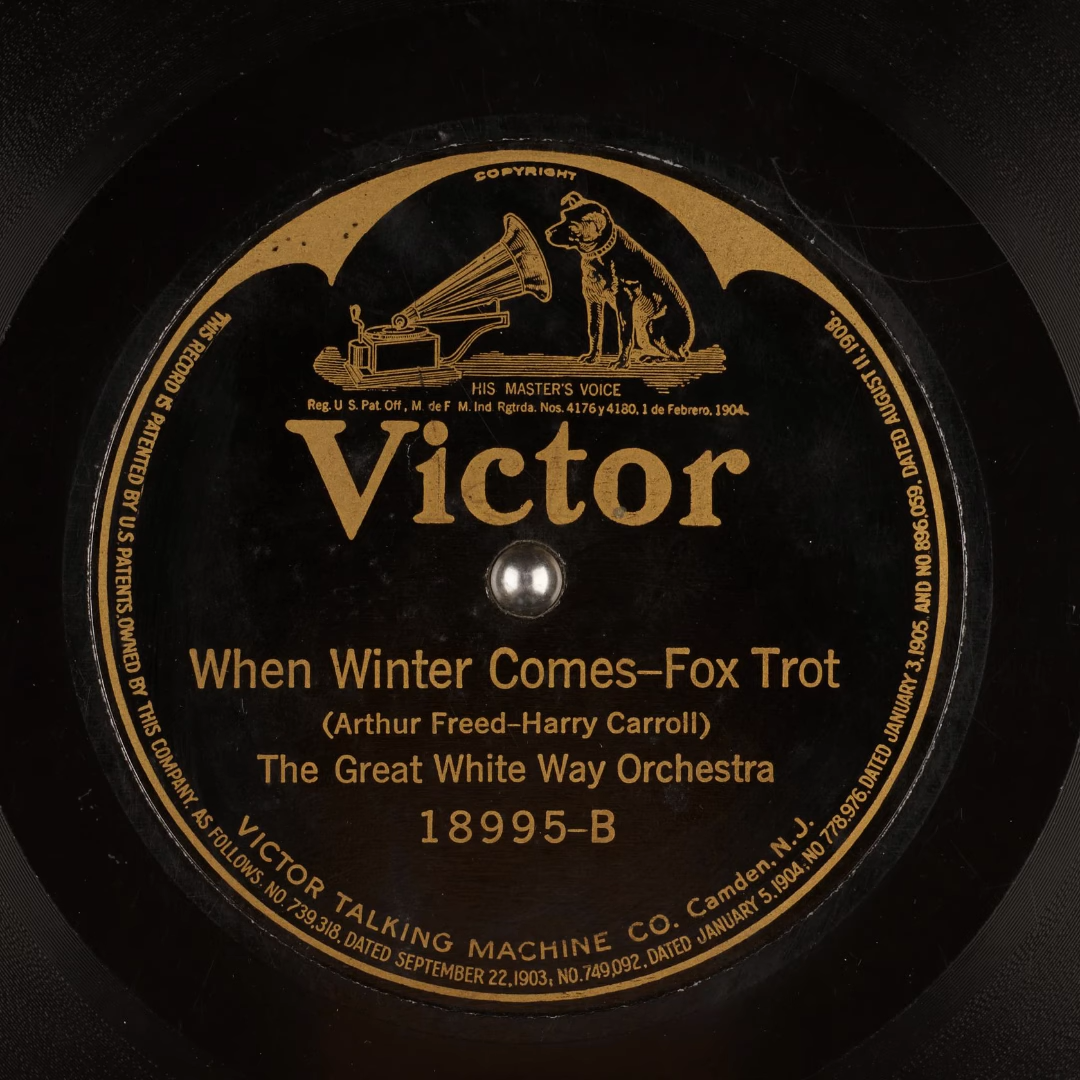 COPYRIGHT
HIS MASTER'S VOICE
Reg. U S Pat. Off, M. de F M. Ind Rgtrda. Nos. 4176 y 4180, 1 de Febrero, 1904.
Victor
When Winter Comes–Fox Trot
(Arthur Freed–Harry Carroll)
The Great White Way Orchestra
18995–B
VICTOR TALKING MACHINE CO. Camden, N.J.
THIS RECORD IS PATENTED BY U.S. PATENTS, OWNED BY THIS COMPANY, AS FOLLOWS: NO. 739,318, DATED SEPTEMBER 22, 1903; NO. 749,092, DATED JANUARY 5, 1904; NO 778,976, DATED JANUARY 3, 1905. AND NO 896,059, DATED AUGUST 11, 1908.